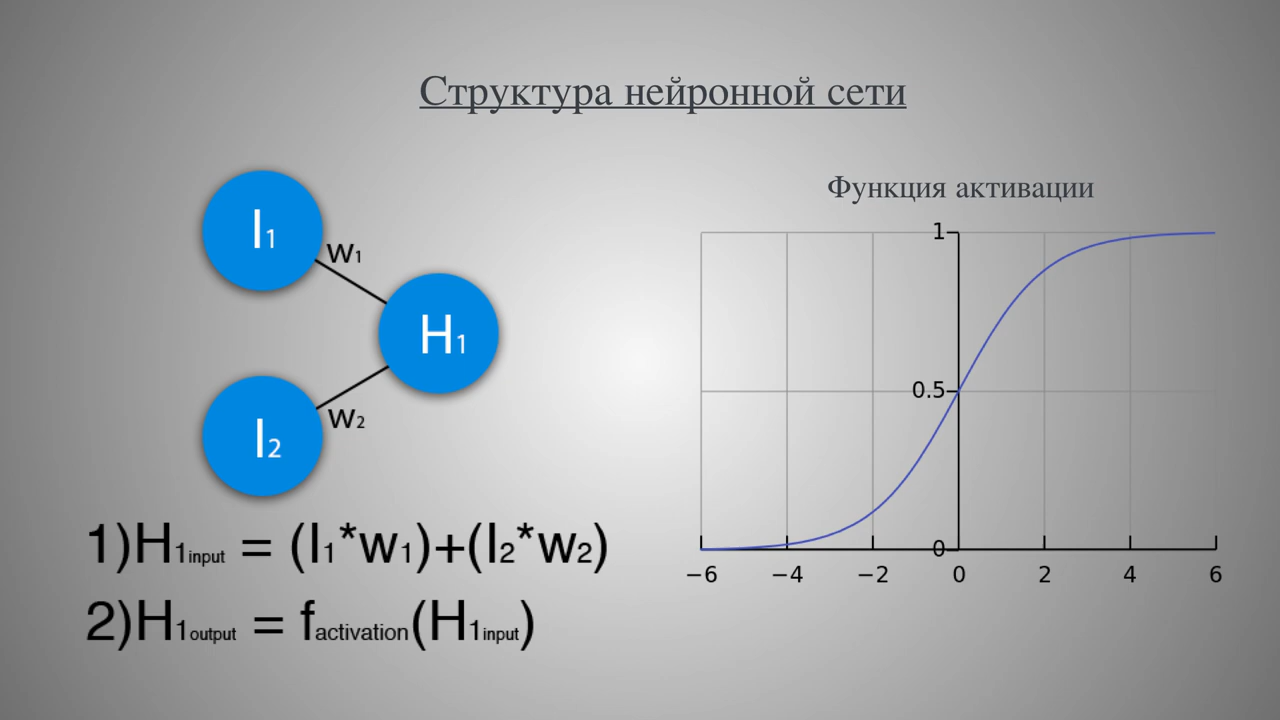 Структура нейронной сети
I1
w1
H1
w2
I2
1)H1input = (I1*w1)+(I2*w2)
2)H1output = factivation(H1input)
Функция активации
1
0.5
0
−6 −4 −2 0 2 4 6